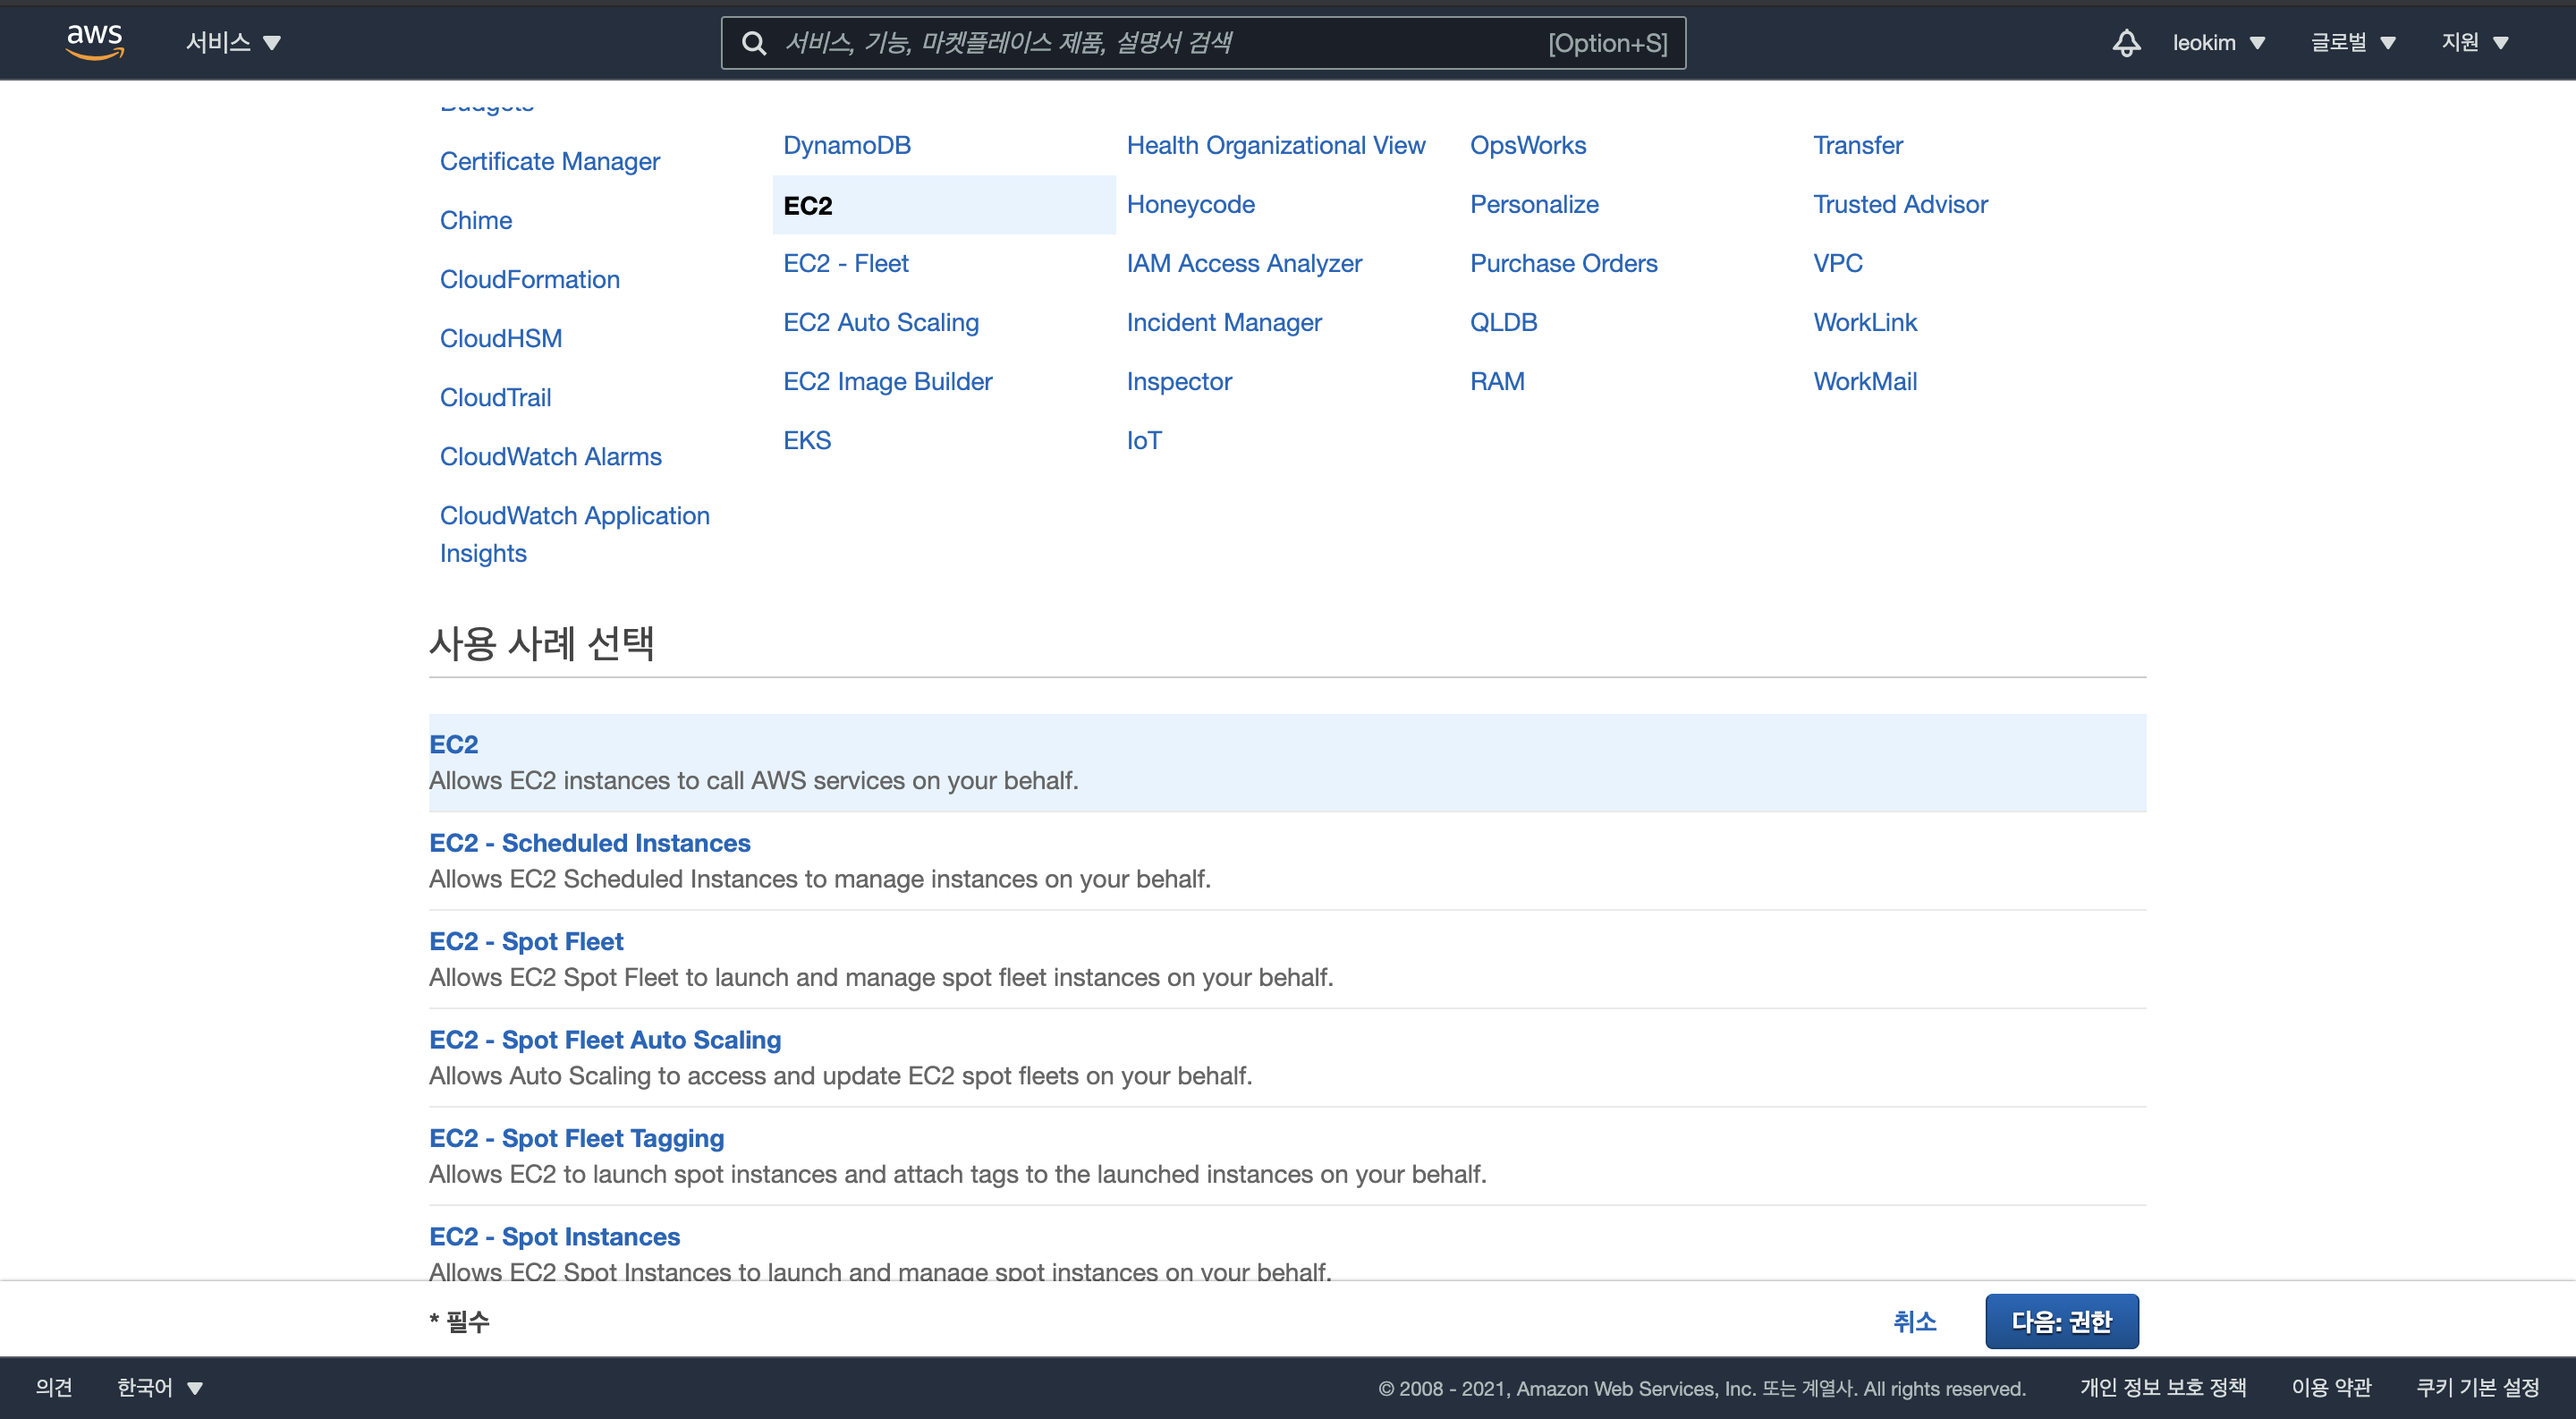 aws
서비스
서비스, 기능, 마켓플레이스 제품, 설명서 검색
[Option+S]
leokim
글로벌
지원
Budgets
Certificate Manager
Chime
CloudFormation
CloudHSM
CloudTrail
CloudWatch Alarms
CloudWatch Application
Insights
DynamoDB
EC2
EC2 - Fleet
EC2 Auto Scaling
EC2 Image Builder
EKS
Health Organizational View
Honeycode
IAM Access Analyzer
Incident Manager
Inspector
IoT
OpsWorks
Personalize
Purchase Orders
QLDB
RAM
Transfer
Trusted Advisor
VPC
WorkLink
WorkMail
사용 사례 선택
EC2
Allows EC2 instances to call AWS services on your behalf.
EC2 - Scheduled Instances
Allows EC2 Scheduled Instances to manage instances on your behalf.
EC2 - Spot Fleet
Allows EC2 Spot Fleet to launch and manage spot fleet instances on your behalf.
EC2 - Spot Fleet Auto Scaling
Allows Auto Scaling to access and update EC2 spot fleets on your behalf.
EC2 - Spot Fleet Tagging
Allows EC2 to launch spot instances and attach tags to the launched instances on your behalf.
EC2 - Spot Instances
Allows EC2 Spot Instances to launch and manage spot instances on your behalf.
* 필수
취소
다음: 권한
의견
한국어
© 2008 - 2021, Amazon Web Services, Inc. 또는 계열사. All rights reserved.
개인 정보 보호 정책
이용 약관
쿠키 기본 설정